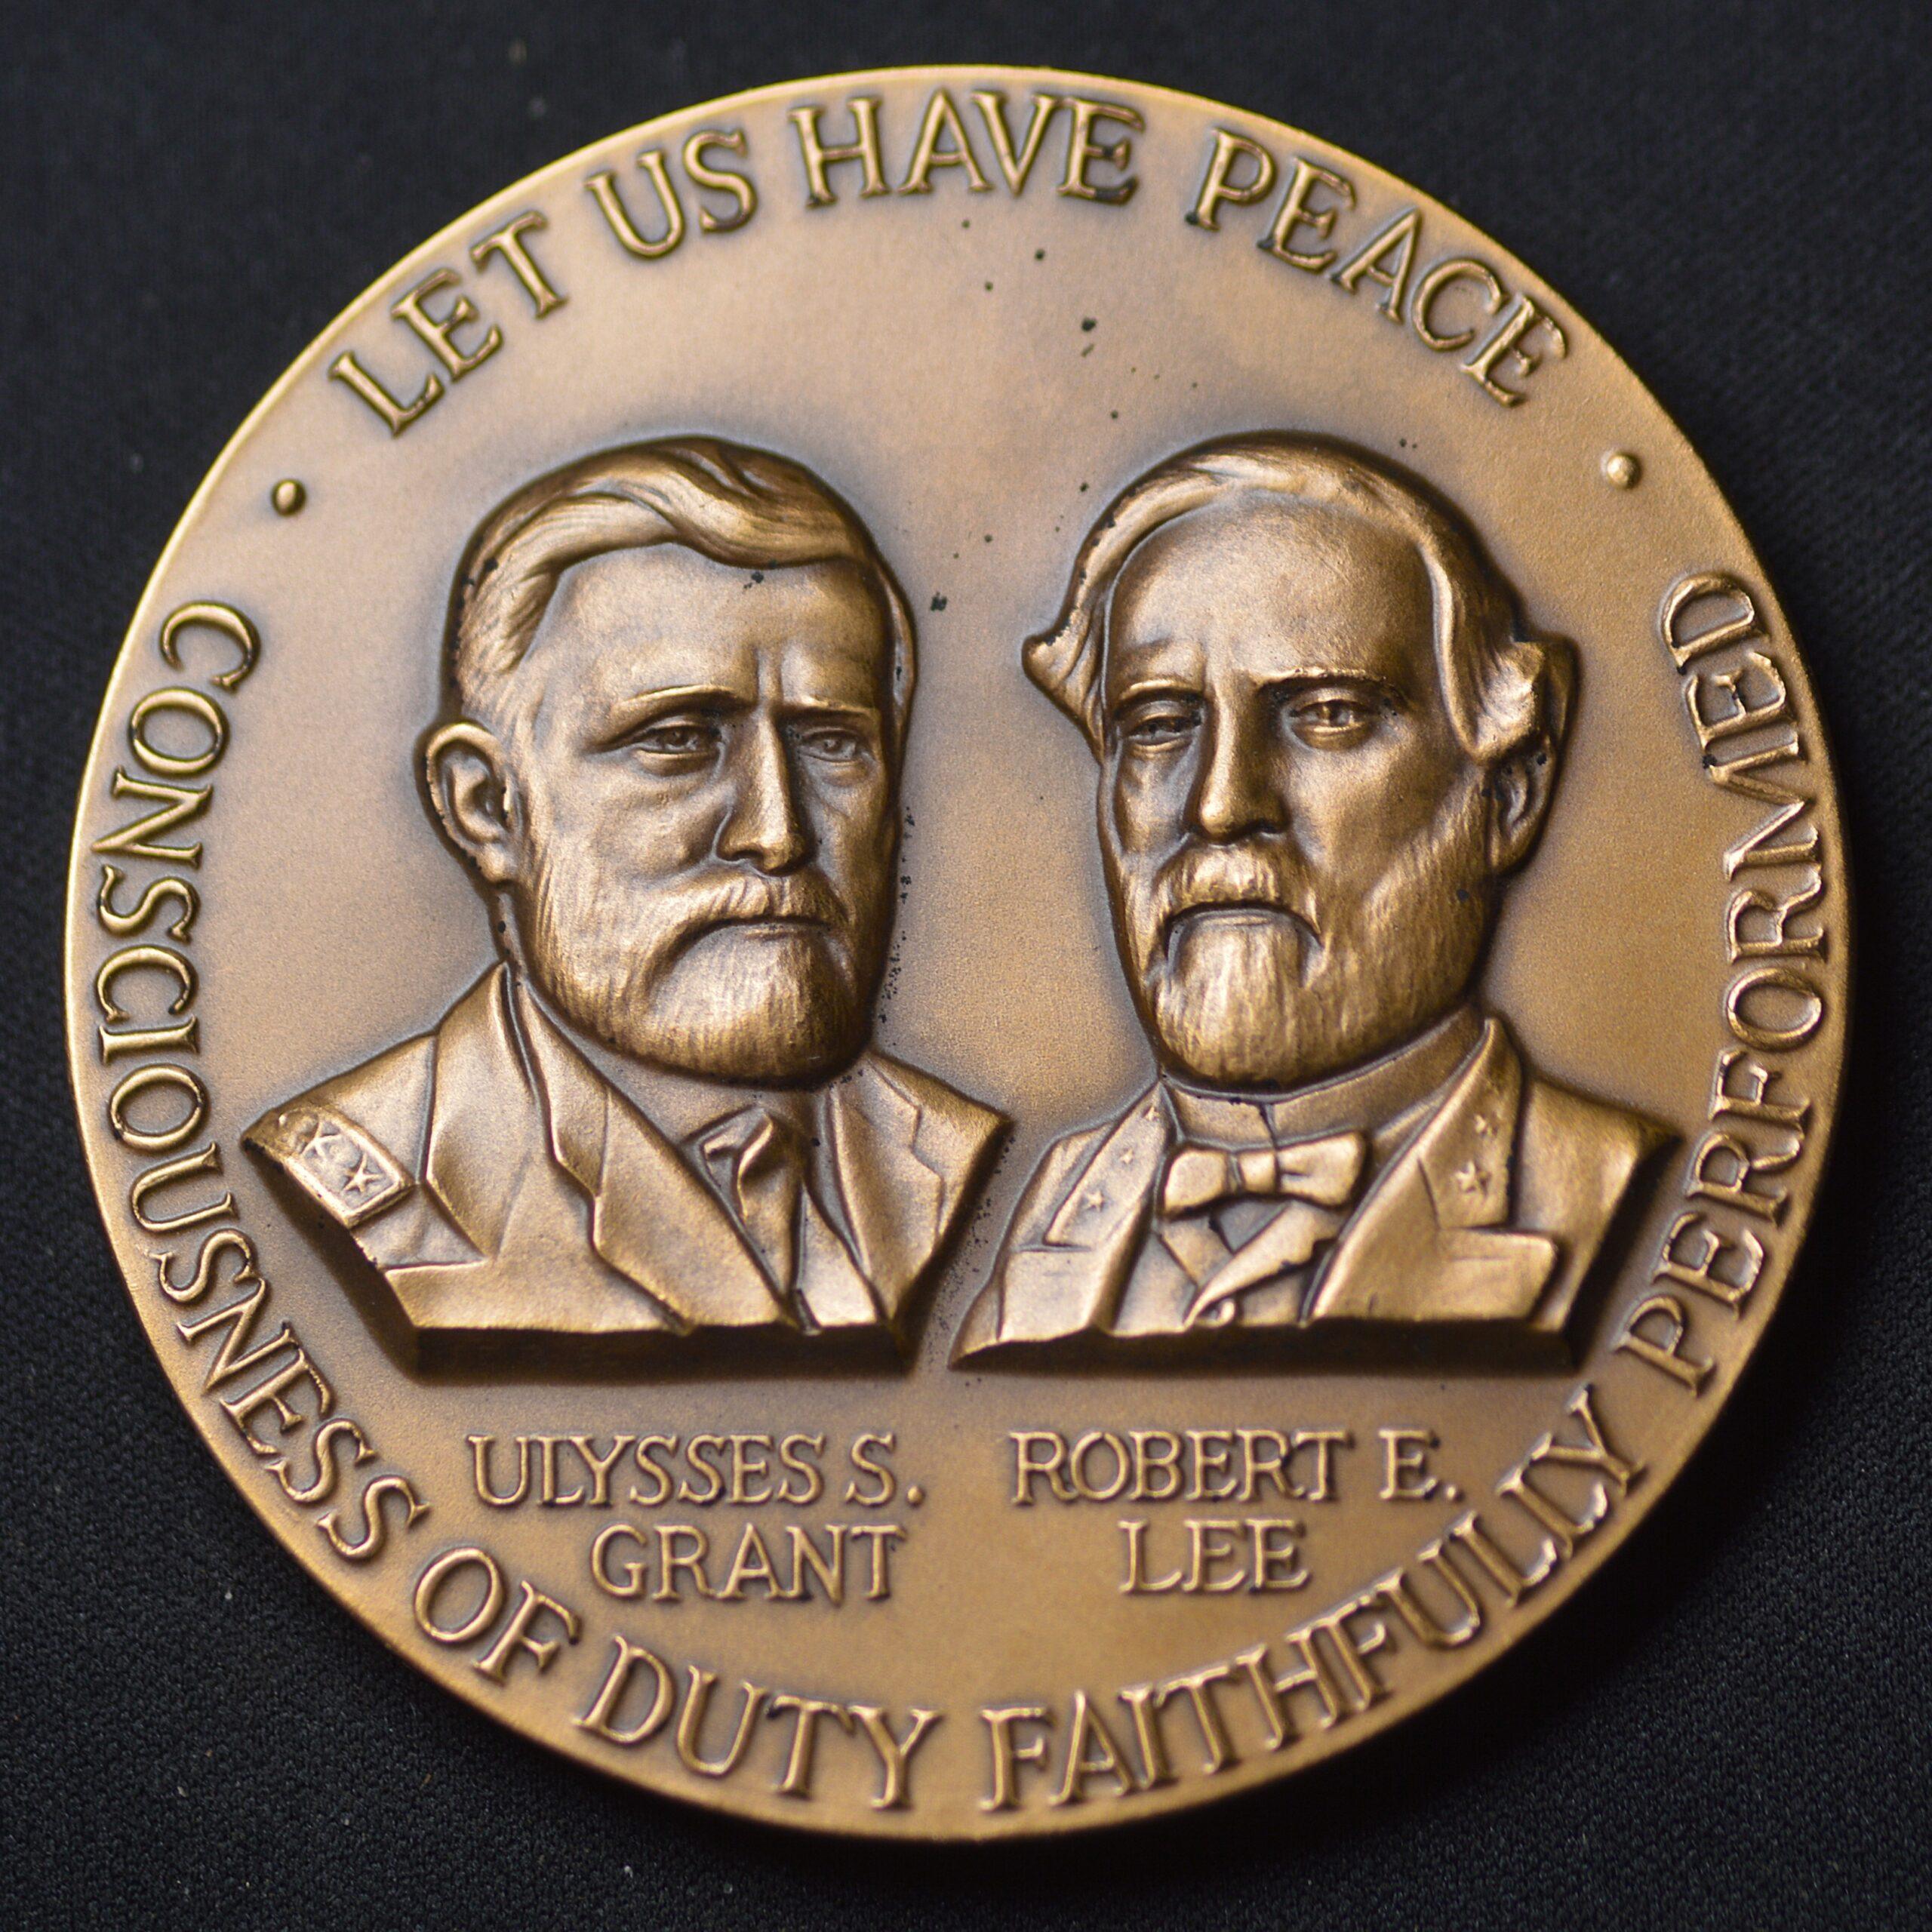 LET US HAVE PEACE
ULYSSES S.
GRANT
ROBERT E.
LEE
CONSCIOUSNESS OF DUTY FAITHFULLY PERFORMED